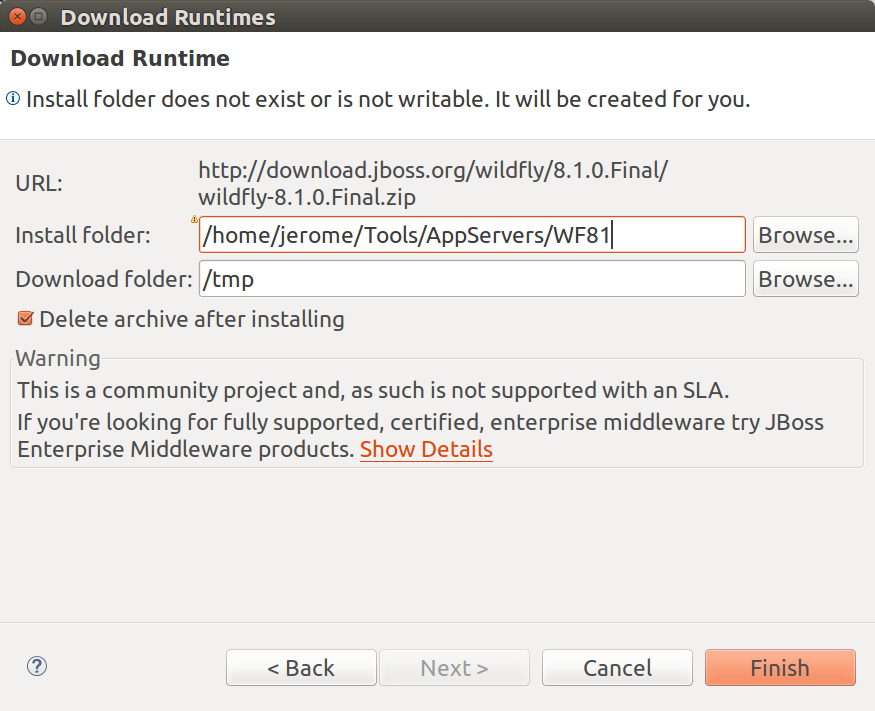 Download Runtimes
Download Runtime
Install folder does not exist or is not writable. It will be created for you.
URL:
http://download.jboss.org/wildfly/8.1.0.Final/
wildfly-8.1.0.Final.zip
Install folder: /home/jerome/Tools/AppServers/WF81 Browse...
Download folder: /tmp Browse...
Delete archive after installing
Warning
This is a community project and, as such is not supported with an SLA.
If you're looking for fully supported, certified, enterprise middleware try JBoss
Enterprise Middleware products. Show Details
? < Back Next > Cancel Finish